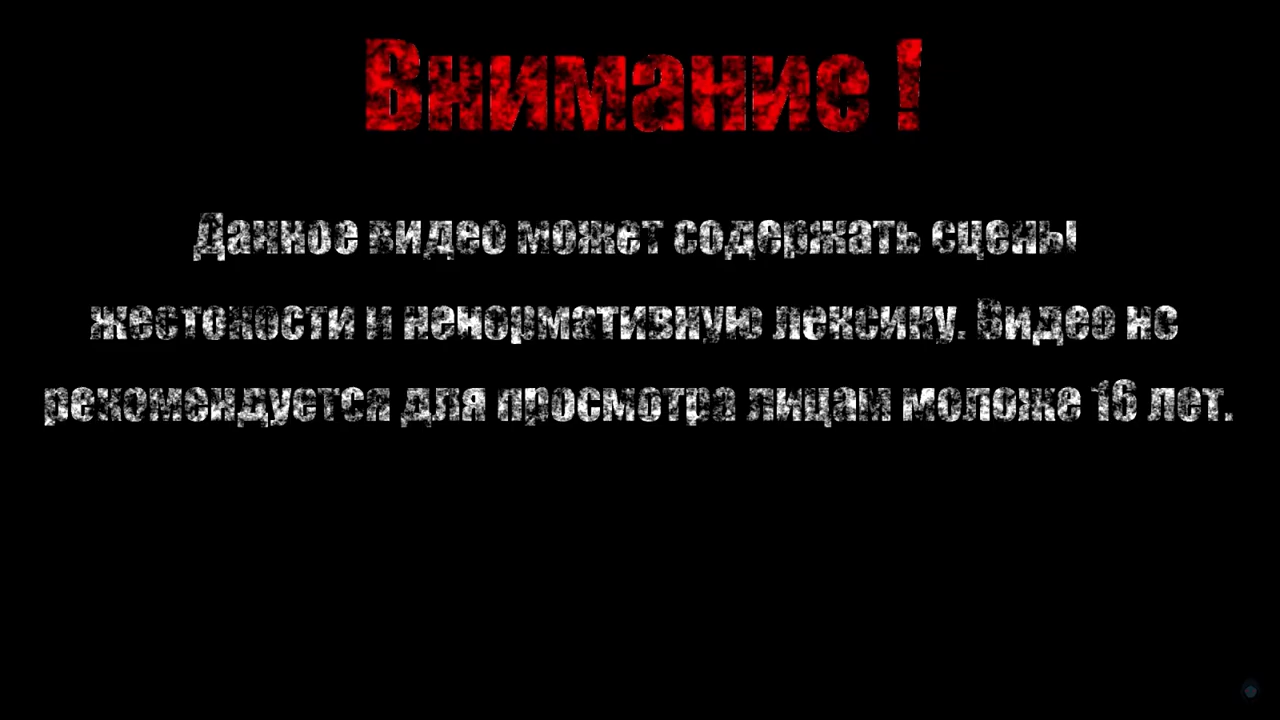 Внимание !
Данное видео может содержать сцены
жестокости и ненормативную лексику. Видео не
рекомендуется для просмотра лицам моложе 16 лет.